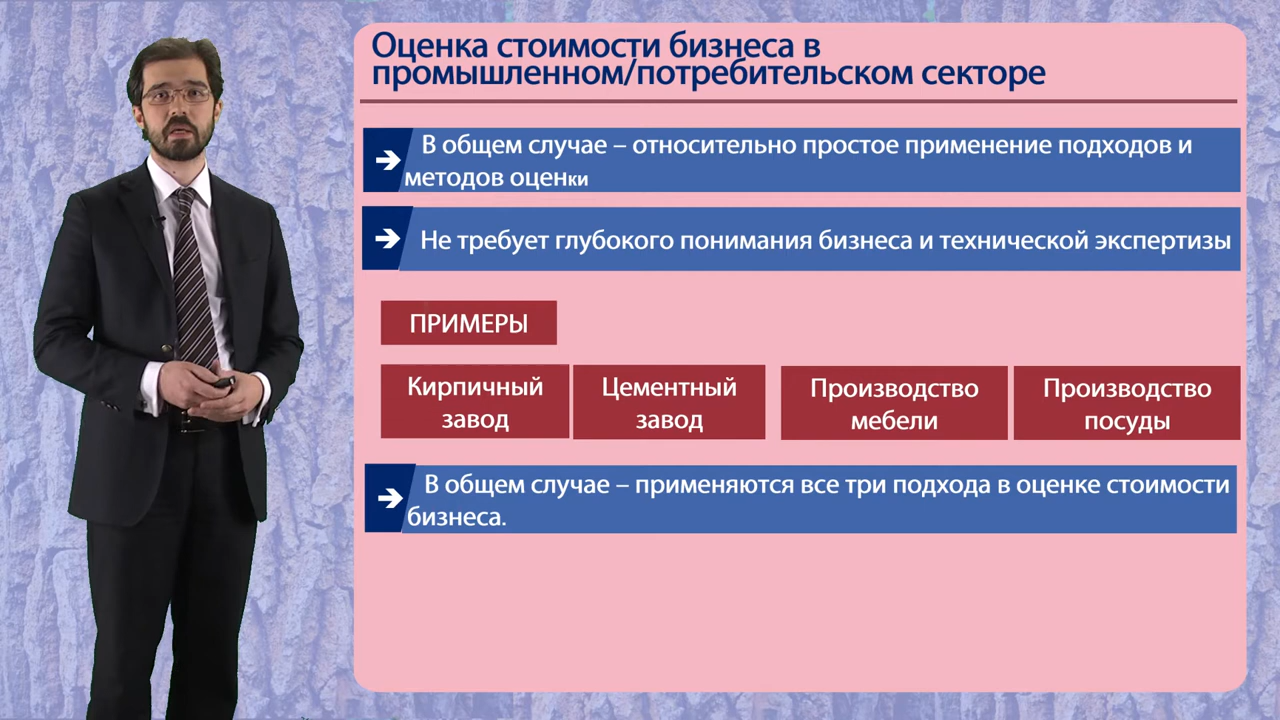 Оценка стоимости бизнеса в
промышленном/потребительском секторе
В общем случае – относительно простое применение подходов и
методов оценки
Не требует глубокого понимания бизнеса и технической экспертизы
ПРИМЕРЫ
Кирпичный
завод
Цементный
завод
Производство
мебели
Производство
посуды
В общем случае – применяются все три подхода в оценке стоимости
бизнеса.